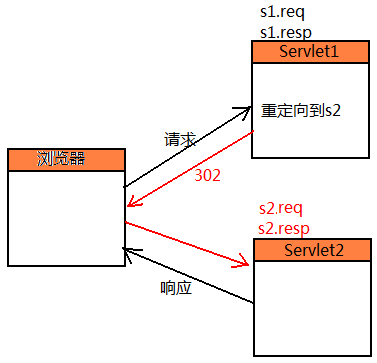 s1.req
s1.resp
Servlet1
重定向到s2
请求
浏览器
302
s2.req
s2.resp
Servlet2
响应